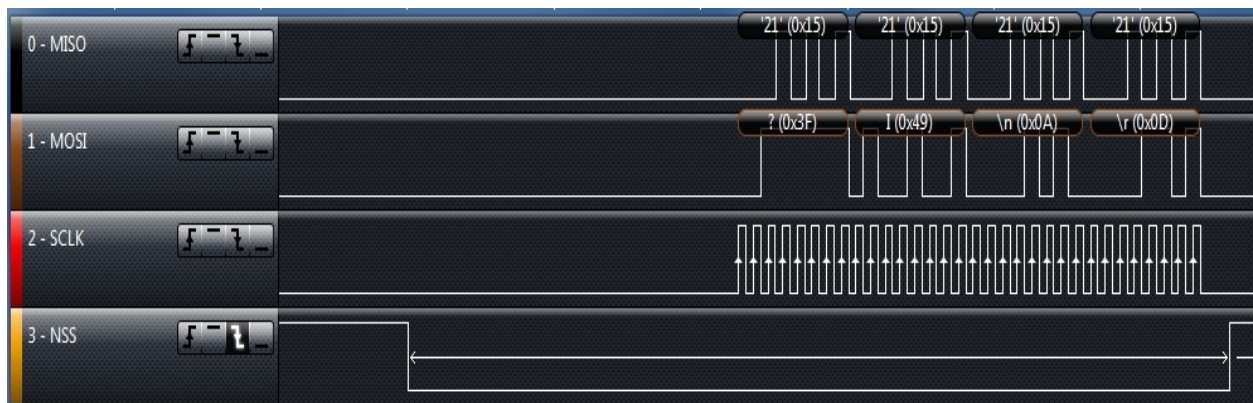 0 - MISO
'21' (0x15) '21' (0x15) '21' (0x15) '21' (0x15)
1 - MOSI
? (0x3F) I (0x49) \n (0x0A) \r (0x0D)
2 - SCLK
3 - NSS